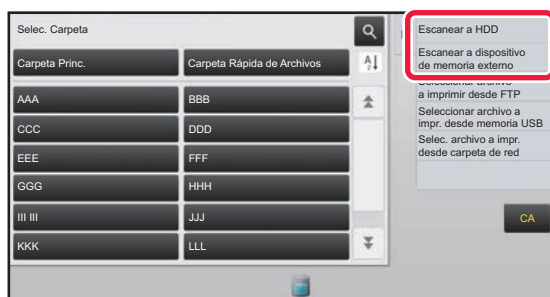 Selec. Carpeta
Carpeta Princ.
Carpeta Rápida de Archivos
AAA
BBB
CCC
DDD
EEE
FFF
GGG
HHH
III III
JJJ
KKK
LLL
Escanear a HDD
Escanear a dispositivo
de memoria externo
Seleccionar archivo
a imprimir desde FTP
Seleccionar archivo a
impr. desde memoria USB
Selec. archivo a impr.
desde carpeta de red
CA